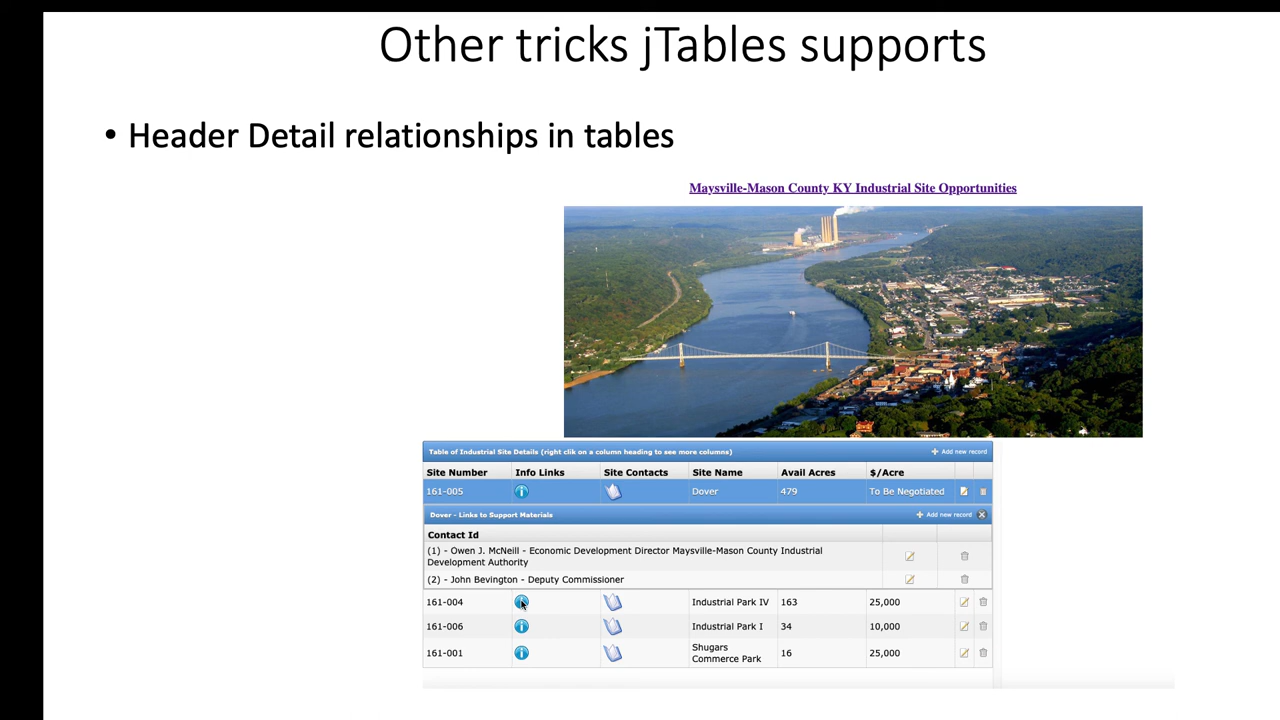 Other tricks jTables supports
• Header Detail relationships in tables
Maysville-Mason County KY Industrial Site Opportunities
Table of Industrial Site Details (right clik on a column heading to see more columns) Add new record
Site Number Info Links Site Contacts Site Name Avail Acres $/Acre
161-005 Dover 479 To Be Negotiated
Dover - Links to Support Materials Add new record
Contact Id
(1) - Owen J. McNeill - Economic Development Director Maysville-Mason County Industrial
Development Authority
(2) - John Bevington - Deputy Commissioner
161-004 Industrial Park IV 163 25,000
161-006 Industrial Park I 34 10,000
161-001 Shugars 16 25,000
Commerce Park